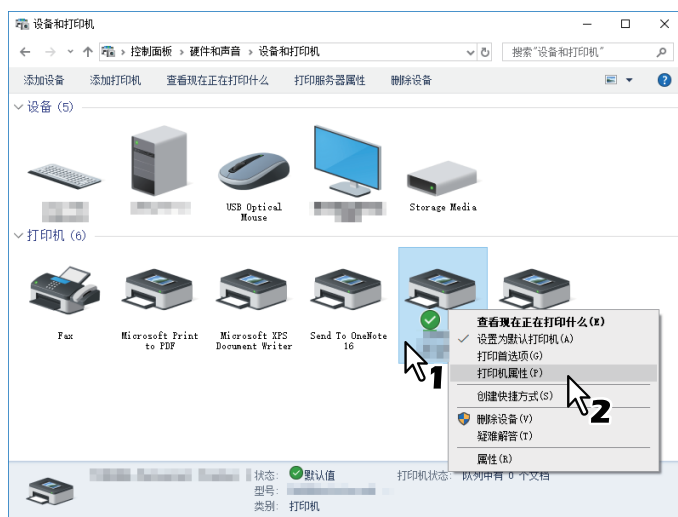 设备和打印机
控制面板 › 硬件和声音 › 设备和打印机
搜索"设备和打印机"
添加设备 添加打印机 查看现在正在打印什么 打印服务器属性 删除设备
设备 (5)
USB Optical
Mouse
Storage Media
打印机 (6)
Fax
Microsoft Print
to PDF
Microsoft XPS
Document Writer
Send To OneNote
16
查看现在正在打印什么(E)
设置为默认打印机(A)
打印首选项(G)
打印机属性(P)
创建快捷方式(S)
删除设备(V)
疑难解答(T)
属性(R)
1
2
状态: 默认值 打印机状态: 队列中有 0 个文档
型号:
类别: 打印机